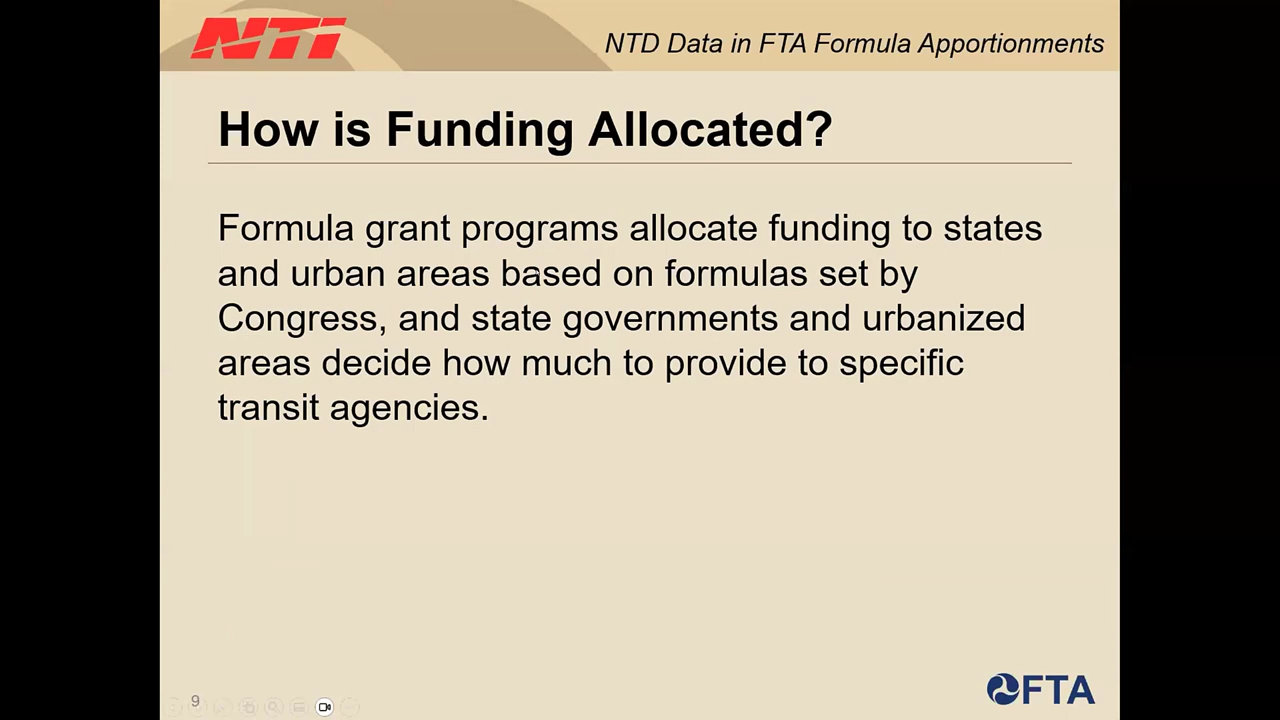 NTI
NTD Data in FTA Formula Apportionments
How is Funding Allocated?
Formula grant programs allocate funding to states
and urban areas based on formulas set by
Congress, and state governments and urbanized
areas decide how much to provide to specific
transit agencies.
9
FTA